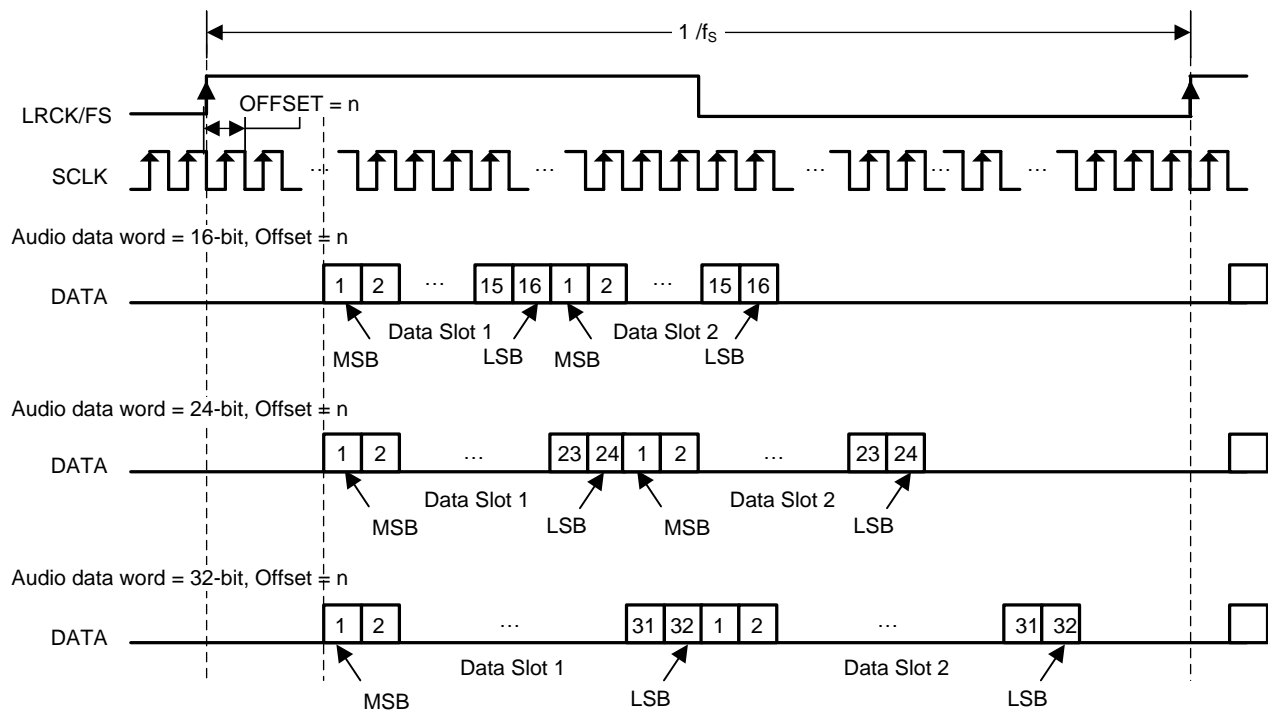 1 /fS
LRCK/FS
OFFSET = n
SCLK
... ... ... ... ...
Audio data word = 16-bit, Offset = n
DATA
1 2 ... 15 16 1 2 ... 15 16
Data Slot 1 Data Slot 2
MSB LSB MSB LSB
Audio data word = 24-bit, Offset = n
DATA
1 2 ... 23 24 1 2 ... 23 24
Data Slot 1 Data Slot 2
MSB LSB MSB LSB
Audio data word = 32-bit, Offset = n
DATA
1 2 ... 31 32 1 2 ... 31 32
Data Slot 1 Data Slot 2
MSB LSB LSB